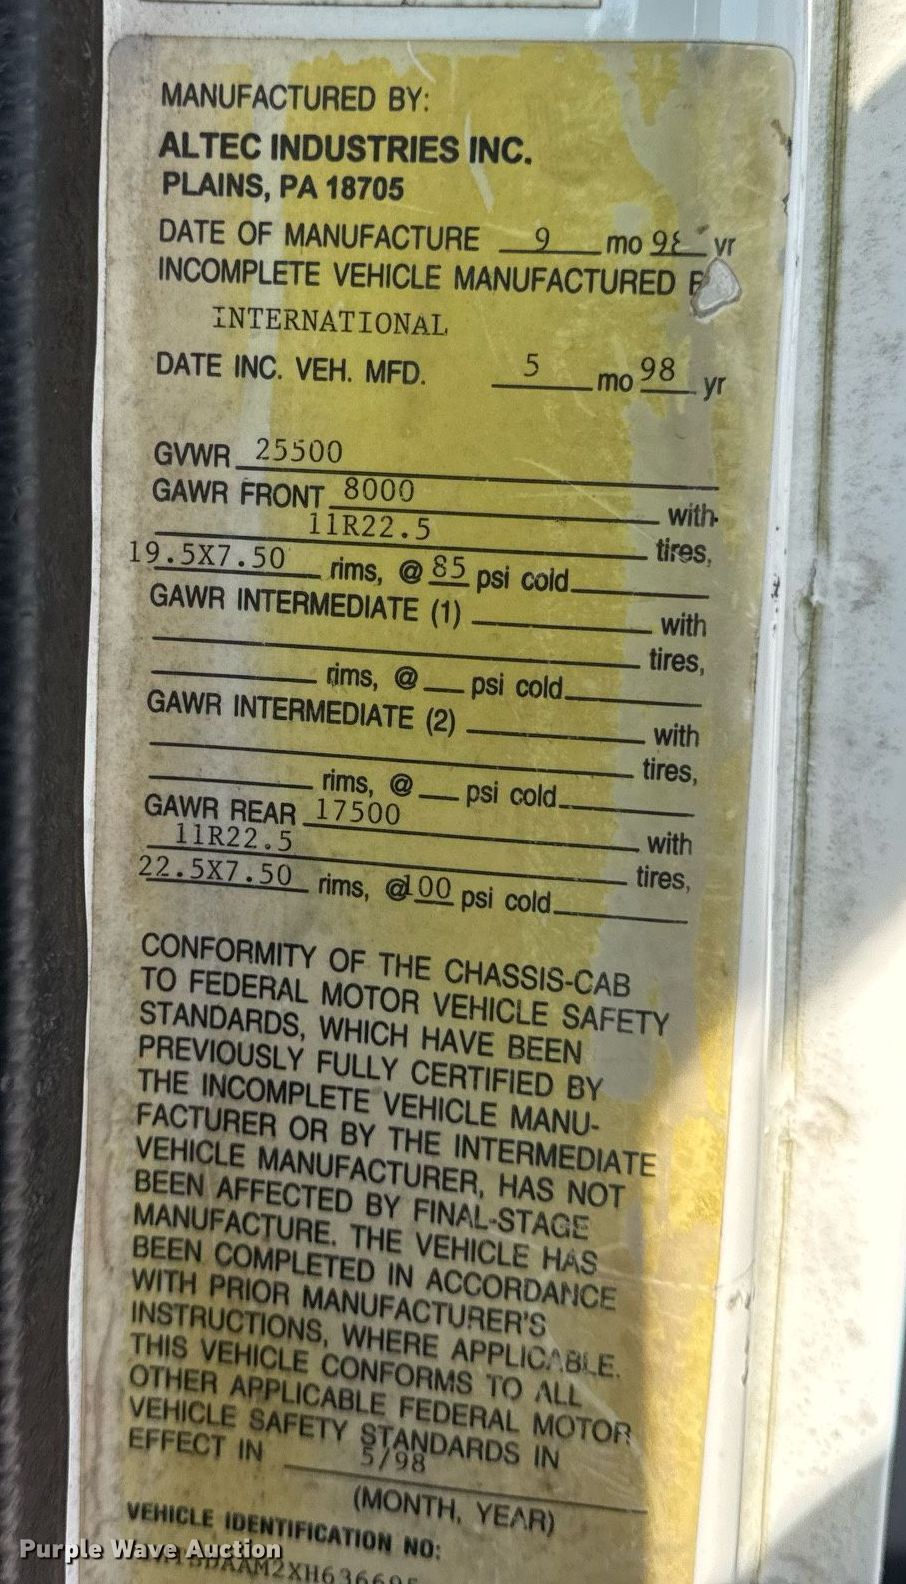 MANUFACTURED BY:
ALTEC INDUSTRIES INC.
PLAINS, PA 18705
DATE OF MANUFACTURE 9 mo 98 yr
INCOMPLETE VEHICLE MANUFACTURED
INTERNATIONAL
DATE INC. VEH. MFD. 5 mo 98 yr
GVWR 25500
GAWR FRONT 8000 with
11R22.5 tires,
19.5X7.50 rims, @ 85 psi cold
GAWR INTERMEDIATE (1) with
tires,
rims, @ psi cold
GAWR INTERMEDIATE (2) with
tires,
rims, @ psi cold
GAWR REAR 17500 with
11R22.5 tires,
22.5X7.50 rims, @100 psi cold
CONFORMITY OF THE CHASSIS-CAB
TO FEDERAL MOTOR VEHICLE SAFETY
STANDARDS, WHICH HAVE BEEN
PREVIOUSLY FULLY CERTIFIED BY
THE INCOMPLETE VEHICLE MANU-
FACTURER OR BY THE INTERMEDIATE
VEHICLE MANUFACTURER, HAS NOT
BEEN AFFECTED BY FINAL-STAGE
MANUFACTURE. THE VEHICLE HAS
BEEN COMPLETED IN ACCORDANCE
WITH PRIOR MANUFACTURER'S
INSTRUCTIONS, WHERE APPLICABLE.
THIS VEHICLE CONFORMS TO ALL
OTHER APPLICABLE FEDERAL MOTOR
VEHICLE SAFETY STANDARDS IN
EFFECT IN 5/98
(MONTH, YEAR)
VEHICLE IDENTIFICATION NO:
Purple Wave Auction